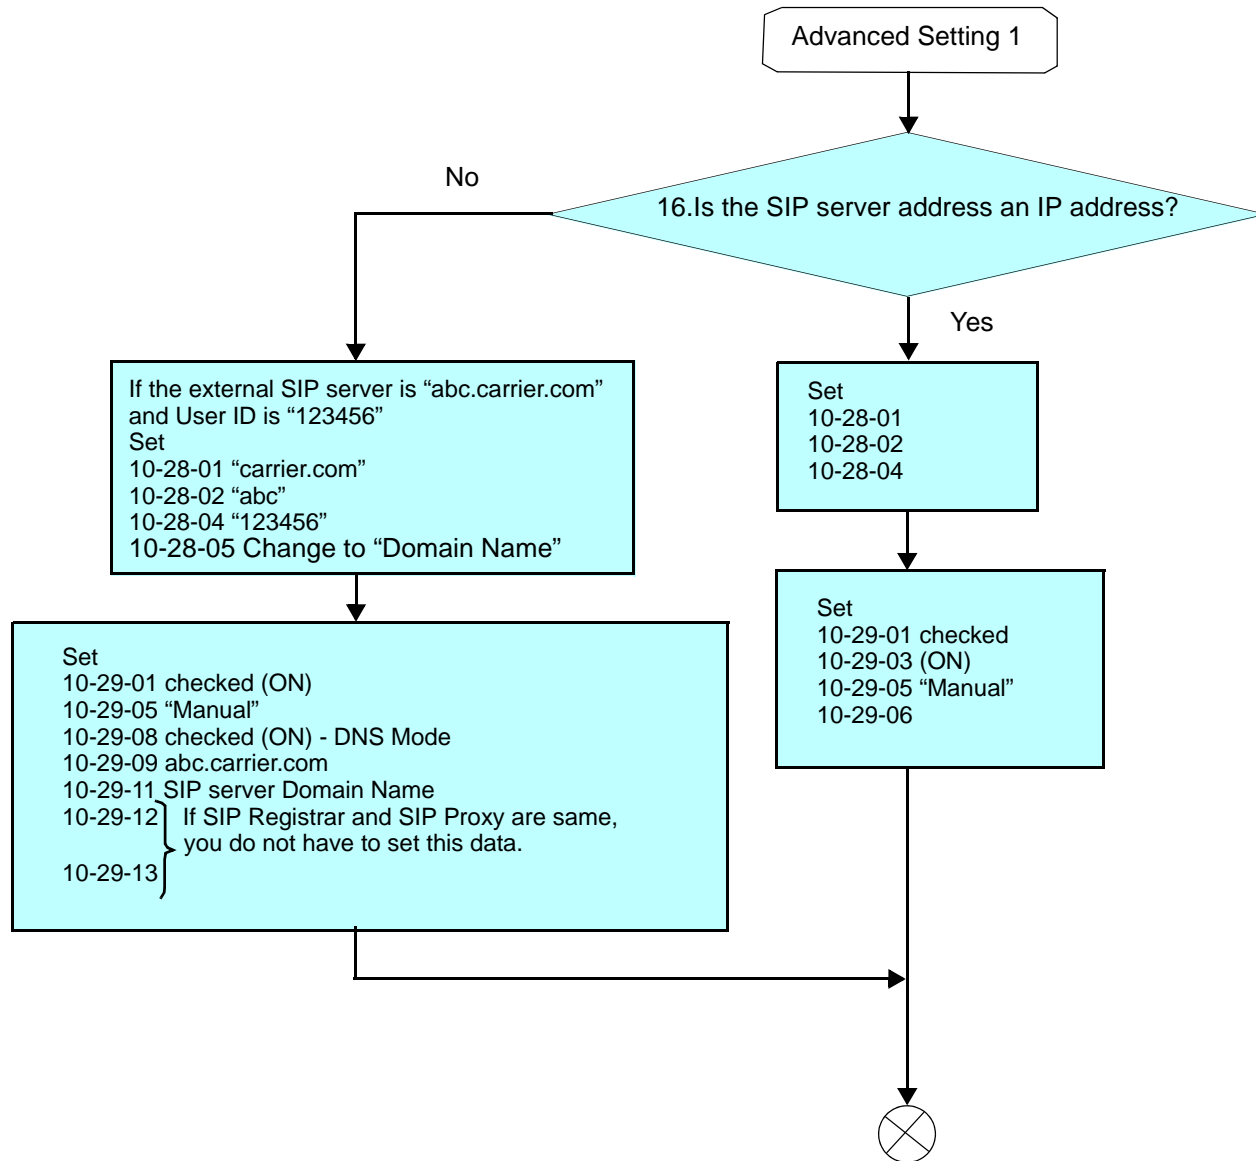 Advanced Setting 1
16.Is the SIP server address an IP address?
No
Yes
If the external SIP server is “abc.carrier.com”
and User ID is “123456”
Set
10-28-01 “carrier.com”
10-28-02 “abc”
10-28-04 “123456”
10-28-05 Change to “Domain Name”
Set
10-29-01 checked (ON)
10-29-05 “Manual”
10-29-08 checked (ON) - DNS Mode
10-29-09 abc.carrier.com
10-29-11 SIP server Domain Name
10-29-12 If SIP Registrar and SIP Proxy are same,
you do not have to set this data.
10-29-13
Set
10-28-01
10-28-02
10-28-04
Set
10-29-01 checked
10-29-03 (ON)
10-29-05 “Manual”
10-29-06